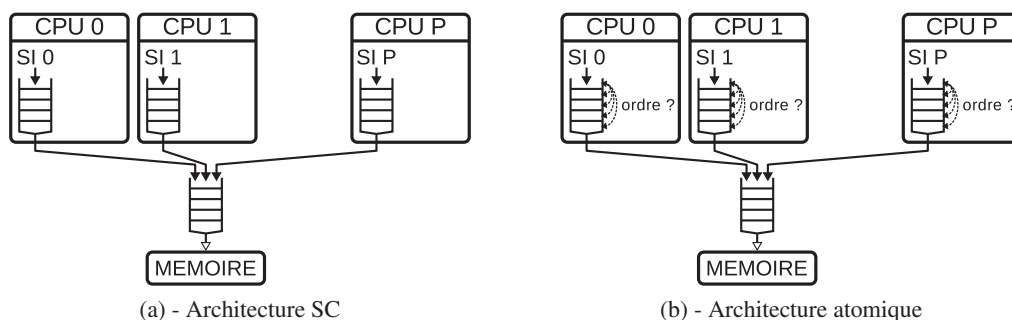 CPU 0 CPU 1 CPU P CPU 0 CPU 1 CPU P
SI 0 SI 1 SI P SI 0 SI 1 SI P
ordre ? ordre ? ordre ?
MEMOIRE MEMOIRE
(a) - Architecture SC (b) - Architecture atomique